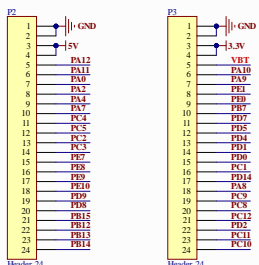 P2
1 GND
2
3 5V
4
5 PA12
6 PA11
7 PA0
8 PA2
9 PA4
10 PA7
11 PC4
12 PC5
13 PC2
14 PC3
15 PE7
16 PE8
17 PE9
18 PE10
19 PD9
20 PD8
21 PB15
22 PB12
23 PB13
24 PB14
Header 24
P3
1 GND
2
3 3.3V
4
5 VBT
6 PA10
7 PA9
8 PE1
9 PE0
10 PB7
11 PD7
12 PD5
13 PD4
14 PD1
15 PD0
16 PC1
17 PD14
18 PA8
19 PC9
20 PC8
21 PC12
22 PD2
23 PC11
24 PC10
Header 24